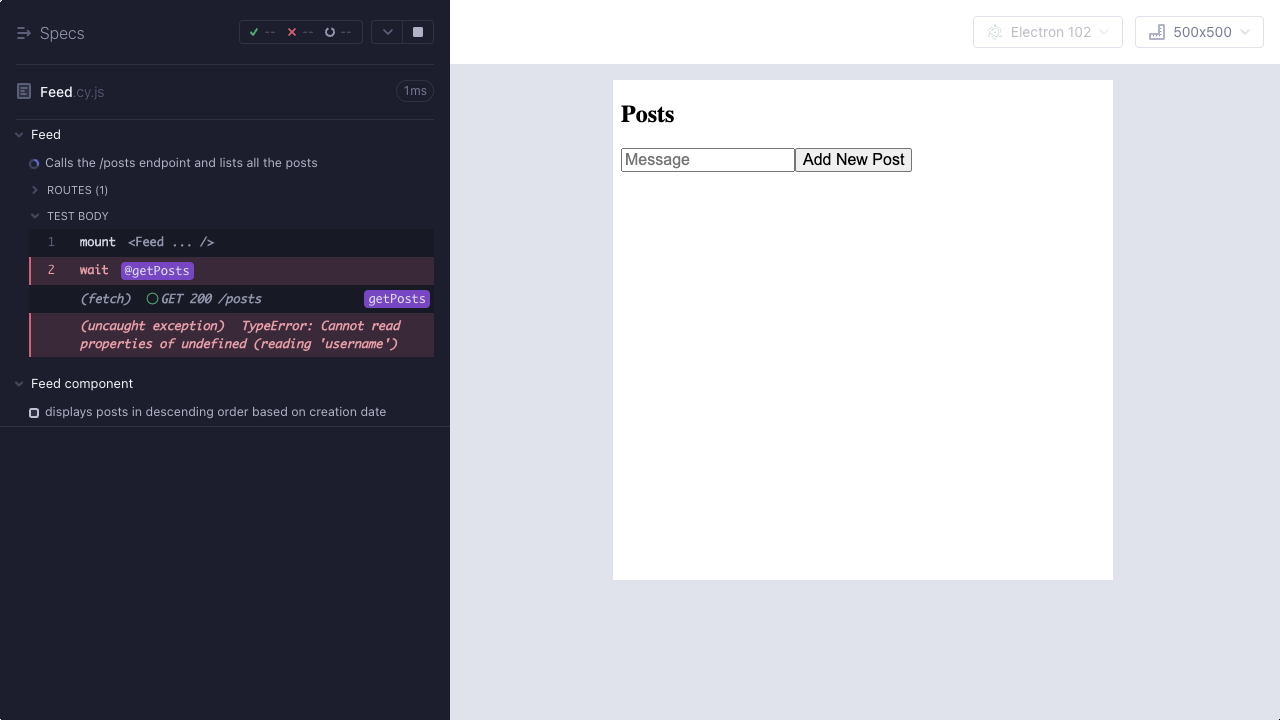 Specs
-- -- --
Electron 102
500x500
Feed.cy.js
1ms
Feed
Calls the /posts endpoint and lists all the posts
ROUTES (1)
TEST BODY
1 mount <Feed ... />
2 wait @getPosts
(fetch) GET 200 /posts getPosts
(uncaught exception) TypeError: Cannot read
properties of undefined (reading 'username')
Feed component
displays posts in descending order based on creation date
Posts
Message Add New Post